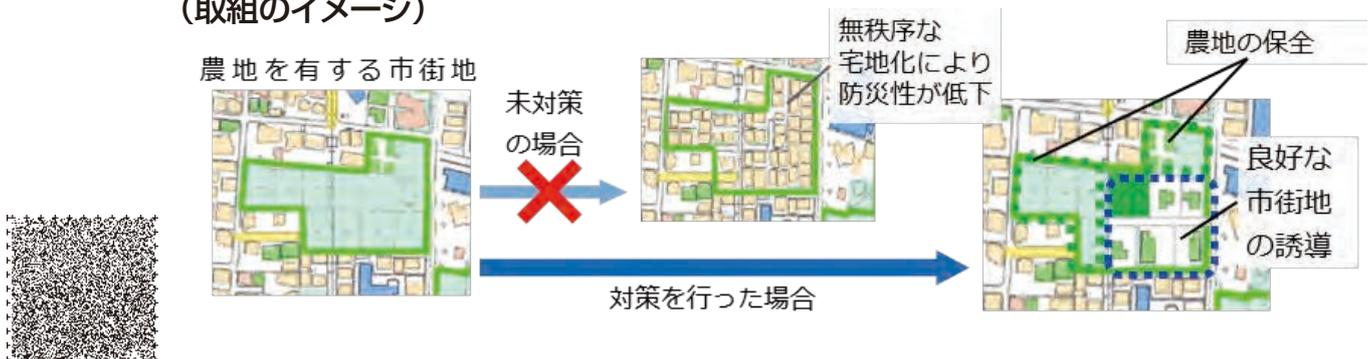 （取組のイメージ）
農地を有する市街地
未対策
の場合
無秩序な
宅地化により
防災性が低下
農地の保全
良好な
市街地
の誘導
対策を行った場合